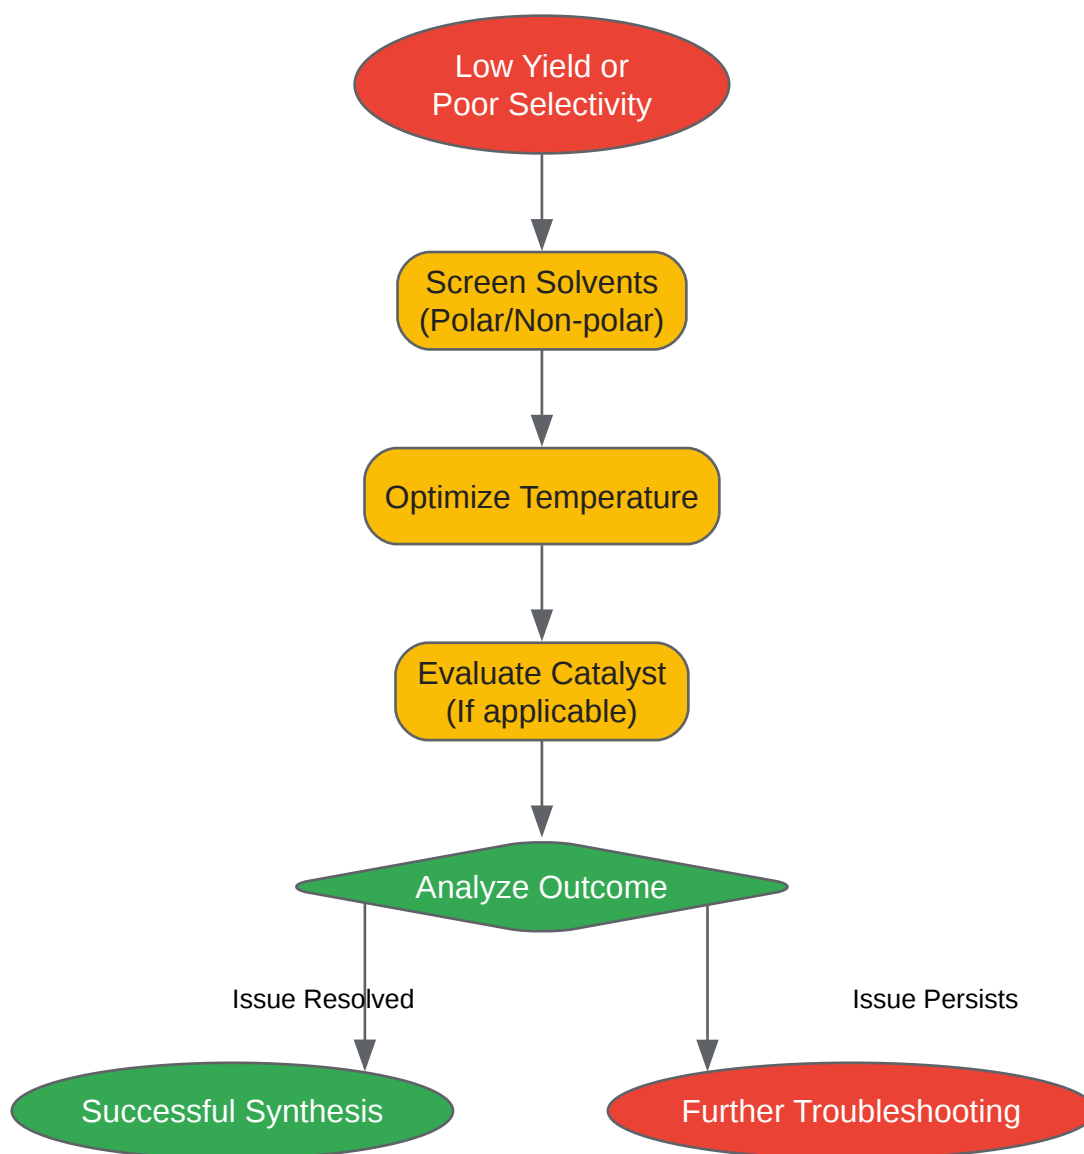 Low Yield or
Poor Selectivity
Screen Solvents
(Polar/Non-polar)
Optimize Temperature
Evaluate Catalyst
(If applicable)
Analyze Outcome
Issue Resolved
Issue Persists
Successful Synthesis
Further Troubleshooting